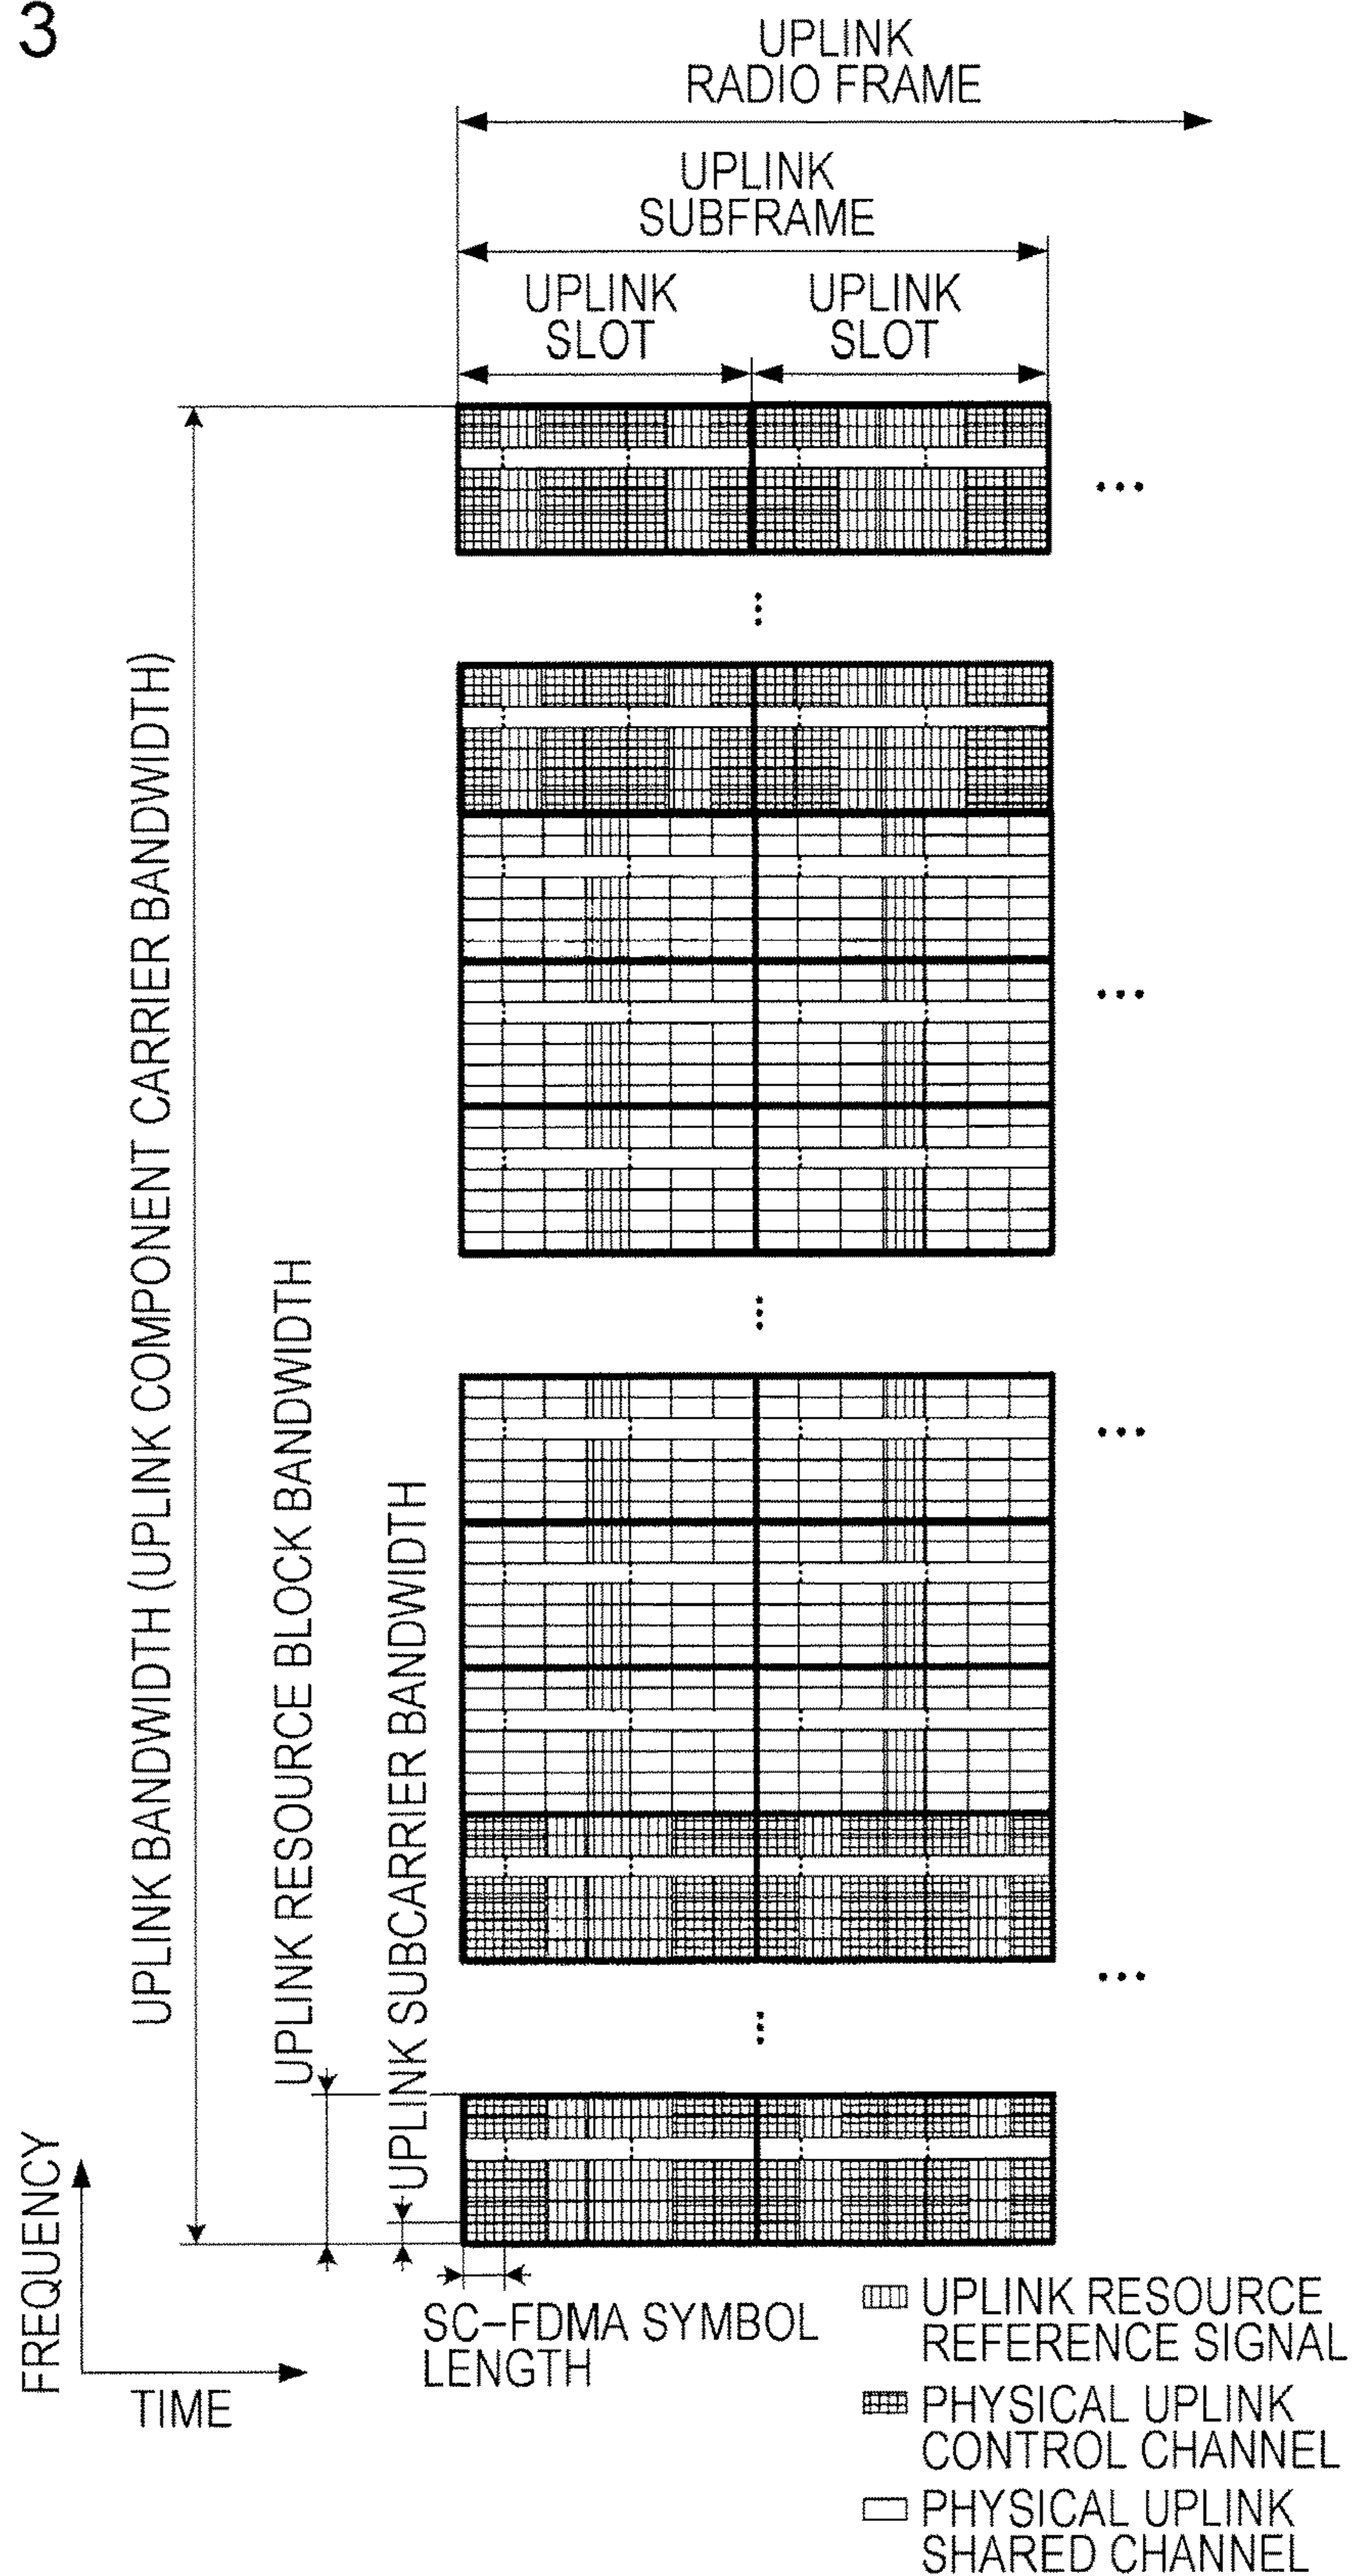 3
UPLINK
RADIO FRAME
UPLINK
SUBFRAME
UPLINK
SLOT
UPLINK
SLOT
...
UPLINK BANDWIDTH (UPLINK COMPONENT CARRIER BANDWIDTH)
...
...
...
UPLINK RESOURCE BLOCK BANDWIDTH
UPLINK SUBCARRIER BANDWIDTH
...
...
...
FREQUENCY
TIME
SC-FDMA SYMBOL
LENGTH
UPLINK RESOURCE
REFERENCE SIGNAL
PHYSICAL UPLINK
CONTROL CHANNEL
PHYSICAL UPLINK
SHARED CHANNEL